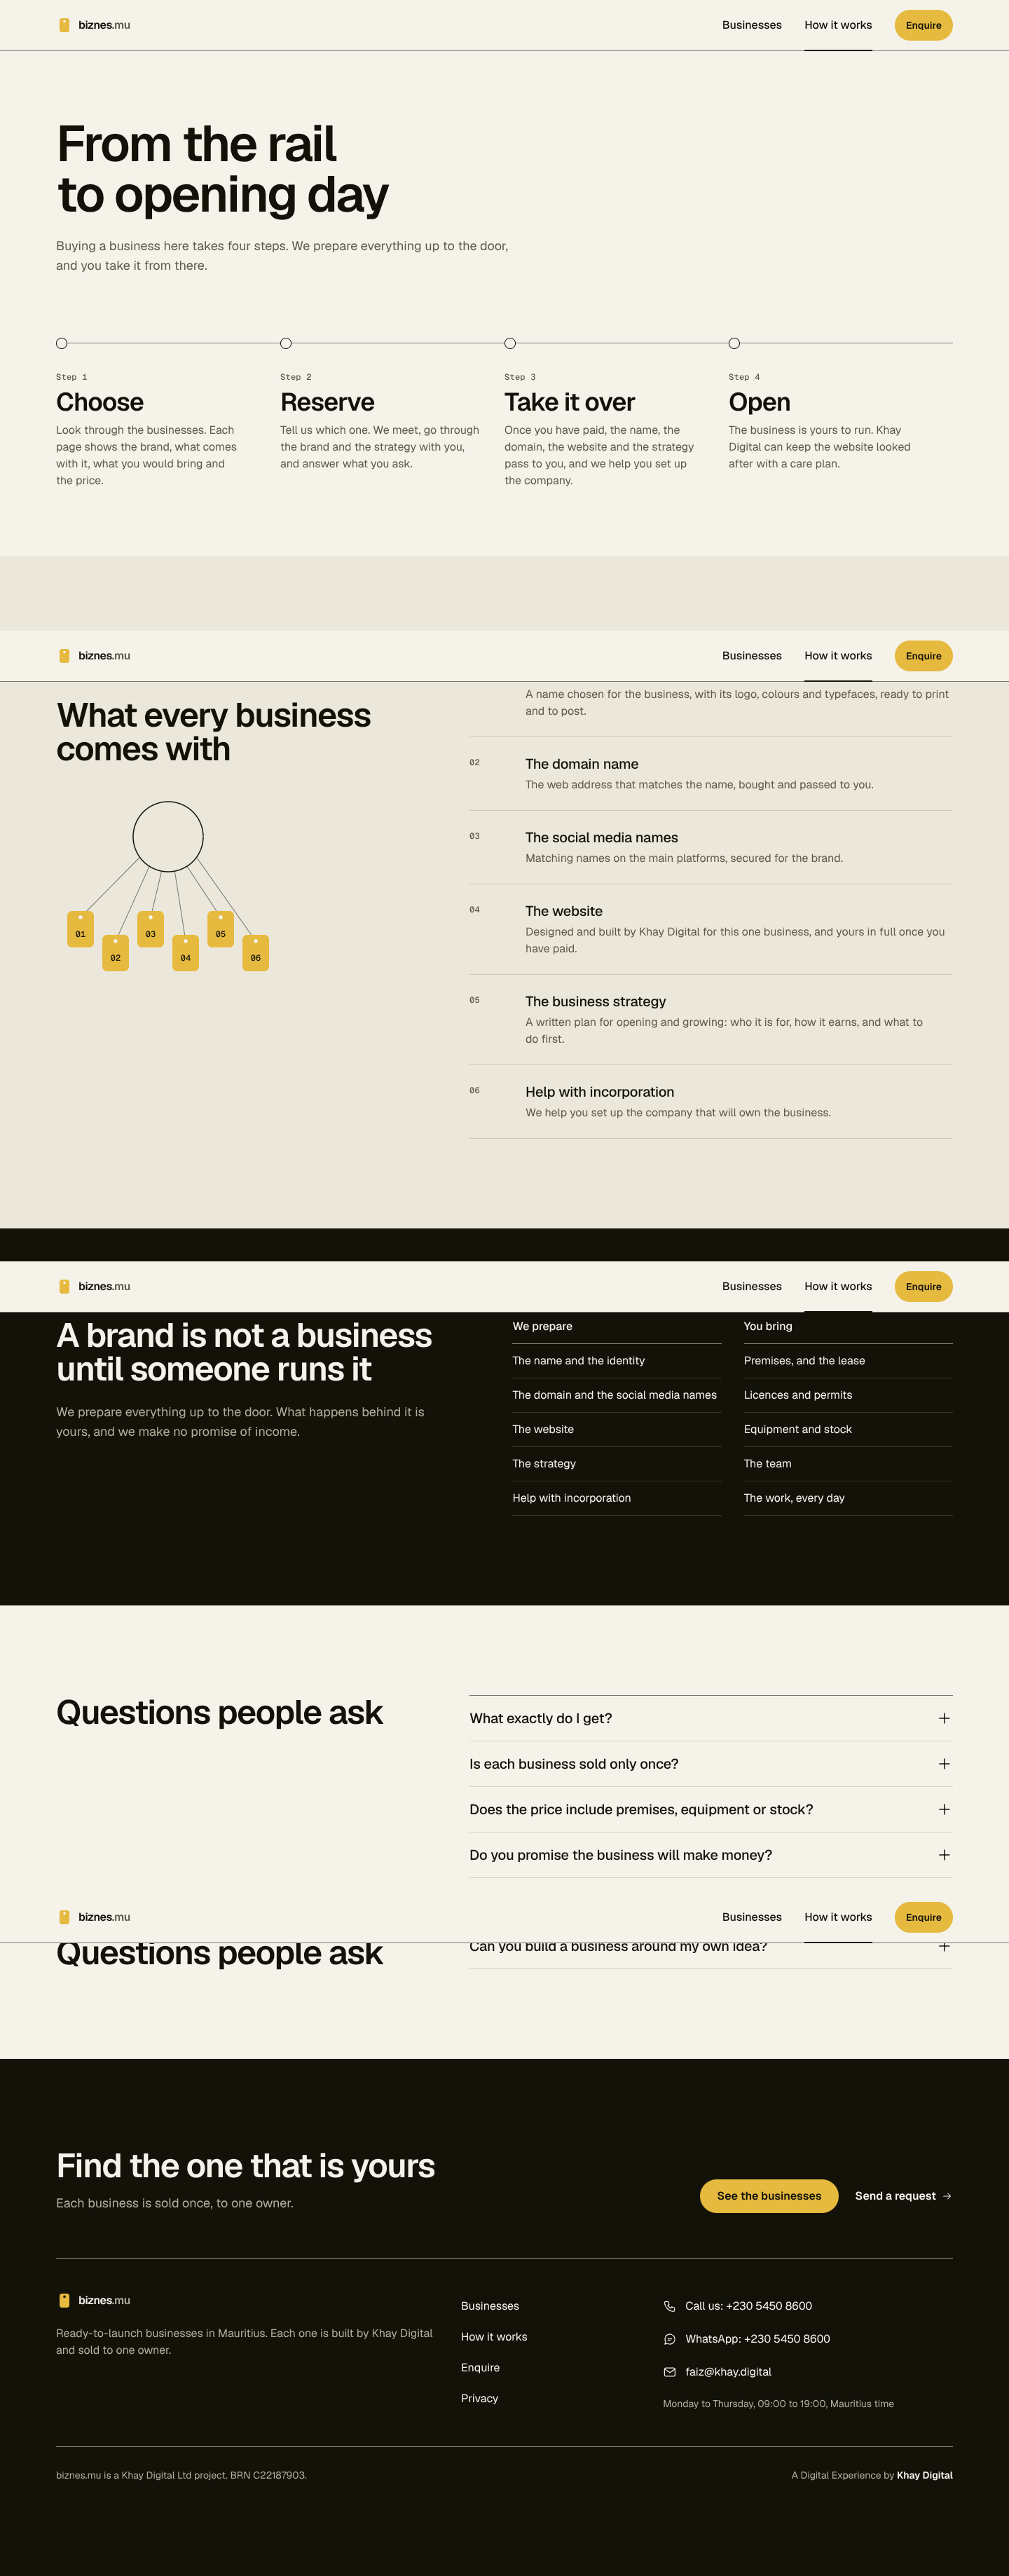 biznes.mu
Businesses
How it works
Enquire
From the rail
to opening day
Buying a business here takes four steps. We prepare everything up to the door,
and you take it from there.
Step 1
Choose
Look through the businesses. Each
page shows the brand, what comes
with it, what you would bring and
the price.
Step 2
Reserve
Tell us which one. We meet, go through
the brand and the strategy with you,
and answer what you ask.
Step 3
Take it over
Once you have paid, the name, the
domain, the website and the strategy
pass to you, and we help you set up
the company.
Step 4
Open
The business is yours to run. Khay
Digital can keep the website looked
after with a care plan.
biznes.mu
Businesses
How it works
Enquire
What every business
comes with
01
02
03
04
05
06
A name chosen for the business, with its logo, colours and typefaces, ready to print
and to post.
02
The domain name
The web address that matches the name, bought and passed to you.
03
The social media names
Matching names on the main platforms, secured for the brand.
04
The website
Designed and built by Khay Digital for this one business, and yours in full once you
have paid.
05
The business strategy
A written plan for opening and growing: who it is for, how it earns, and what to
do first.
06
Help with incorporation
We help you set up the company that will own the business.
biznes.mu
Businesses
How it works
Enquire
A brand is not a business
until someone runs it
We prepare everything up to the door. What happens behind it is
yours, and we make no promise of income.
We prepare
The name and the identity
The domain and the social media names
The website
The strategy
Help with incorporation
You bring
Premises, and the lease
Licences and permits
Equipment and stock
The team
The work, every day
Questions people ask
What exactly do I get?
Is each business sold only once?
Does the price include premises, equipment or stock?
Do you promise the business will make money?
biznes.mu
Businesses
How it works
Enquire
Questions people ask
Can you build a business around my own idea?
Find the one that is yours
Each business is sold once, to one owner.
See the businesses
Send a request →
biznes.mu
Ready-to-launch businesses in Mauritius. Each one is built by Khay Digital
and sold to one owner.
Businesses
How it works
Enquire
Privacy
Call us: +230 5450 8600
WhatsApp: +230 5450 8600
faiz@khay.digital
Monday to Thursday, 09:00 to 19:00, Mauritius time
biznes.mu is a Khay Digital Ltd project. BRN C22187903.
A Digital Experience by Khay Digital